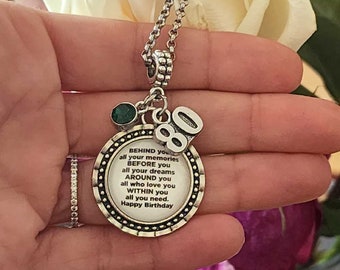 80
BEHIND you
all your memories
BEFORE you
all your dreams
AROUND you
all who love you
WITHIN you
all you need.
Happy Birthday